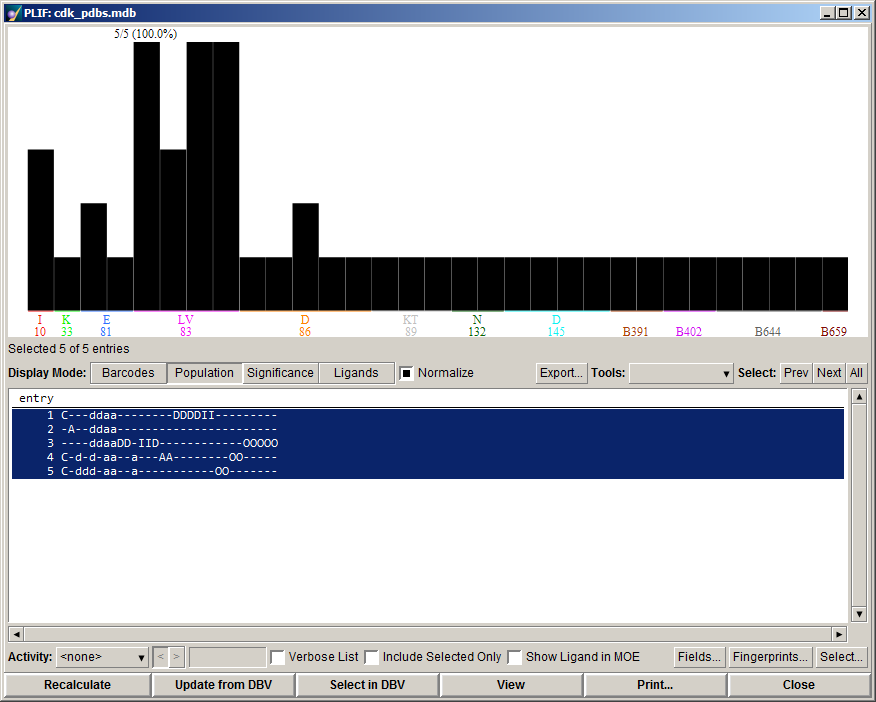 PLIF: cdk_pdbs.mdb
5/5 (100.0%)
I K E LV D KT N D
10 33 81 83 86 89 132 145 B391 B402 B644 B659
Selected 5 of 5 entries
Display Mode: Barcodes Population Significance Ligands Normalize Export... Tools: Select: Prev Next All
entry
1 C---ddaa--------DDDDII---------
2 -A--ddaa-----------------------
3 ----ddaaDD-IID------------OOOOO
4 C-d-d-aa--a---AA--------OO-----
5 C-ddd-aa--a-----------OO-------
Activity: <none> < > Verbose List Include Selected Only Show Ligand in MOE Fields... Fingerprints... Select...
Recalculate Update from DBV Select in DBV View Print... Close